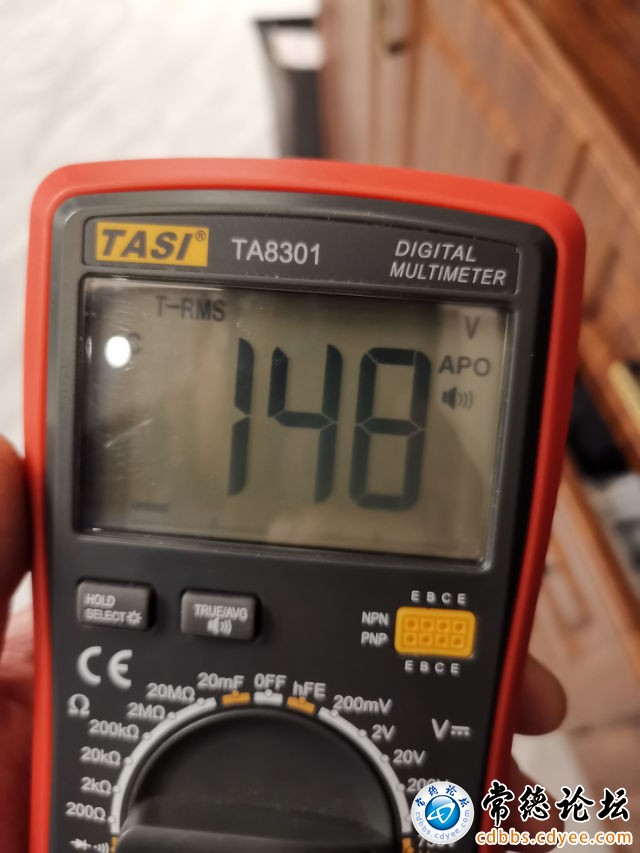 TASI®
TA8301
DIGITAL
MULTIMETER
T-RMS
V
C
148
APO
HOLD
SELECT
TRUE/AVG
E B C E
NPN
PNP
E B C E
CE
20mF
OFF
hFE
20MΩ
200mV
Ω
2MΩ
2V
V
200kΩ
20V
20kΩ
2kΩ
200Ω
常德论坛
cdbbs.cdyee.com